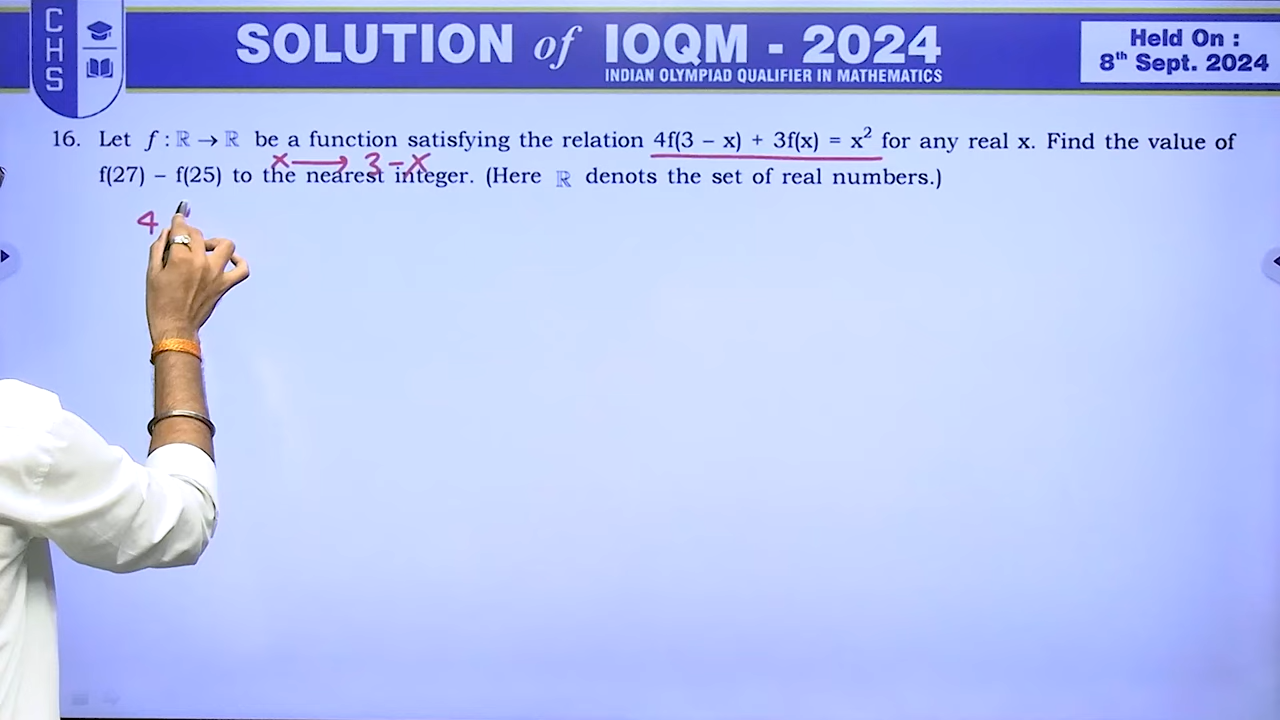 CHS
SOLUTION of IOQM - 2024
INDIAN OLYMPIAD QUALIFIER IN MATHEMATICS
Held On :
8th Sept. 2024
16. Let f : ℝ → ℝ be a function satisfying the relation 4f(3 – x) + 3f(x) = x² for any real x. Find the value of
x → 3 – x
f(27) – f(25) to the nearest integer. (Here ℝ denotes the set of real numbers.)
4